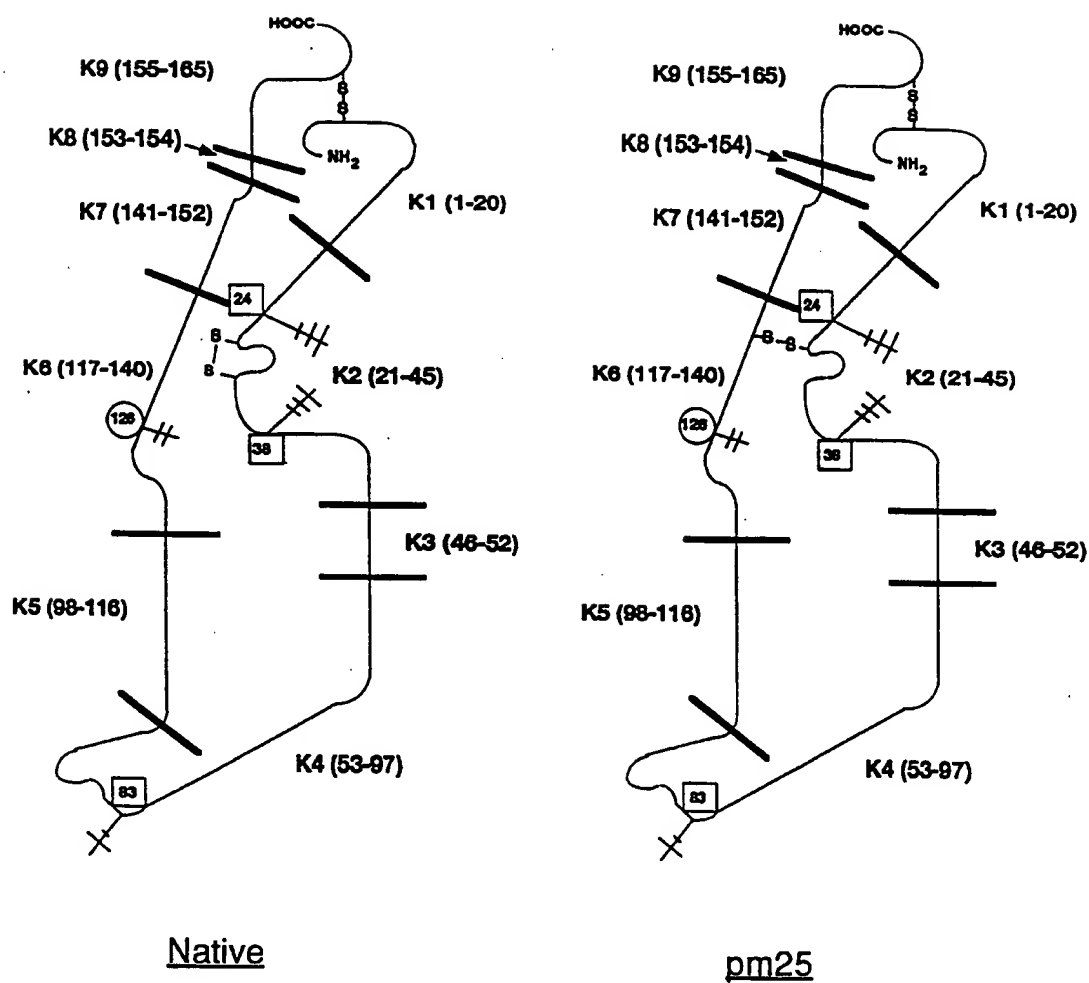 HOOC
K9 (155-165)
S
S
K8 (153-154)
NH2
K7 (141-152)
K1 (1-20)
24
S
S
K6 (117-140)
K2 (21-45)
126
38
K3 (46-52)
K5 (98-116)
K4 (53-97)
83
Native
HOOC
K9 (155-165)
S
S
K8 (153-154)
NH2
K7 (141-152)
K1 (1-20)
24
S-S
K6 (117-140)
K2 (21-45)
126
38
K3 (46-52)
K5 (98-116)
K4 (53-97)
83
pm25